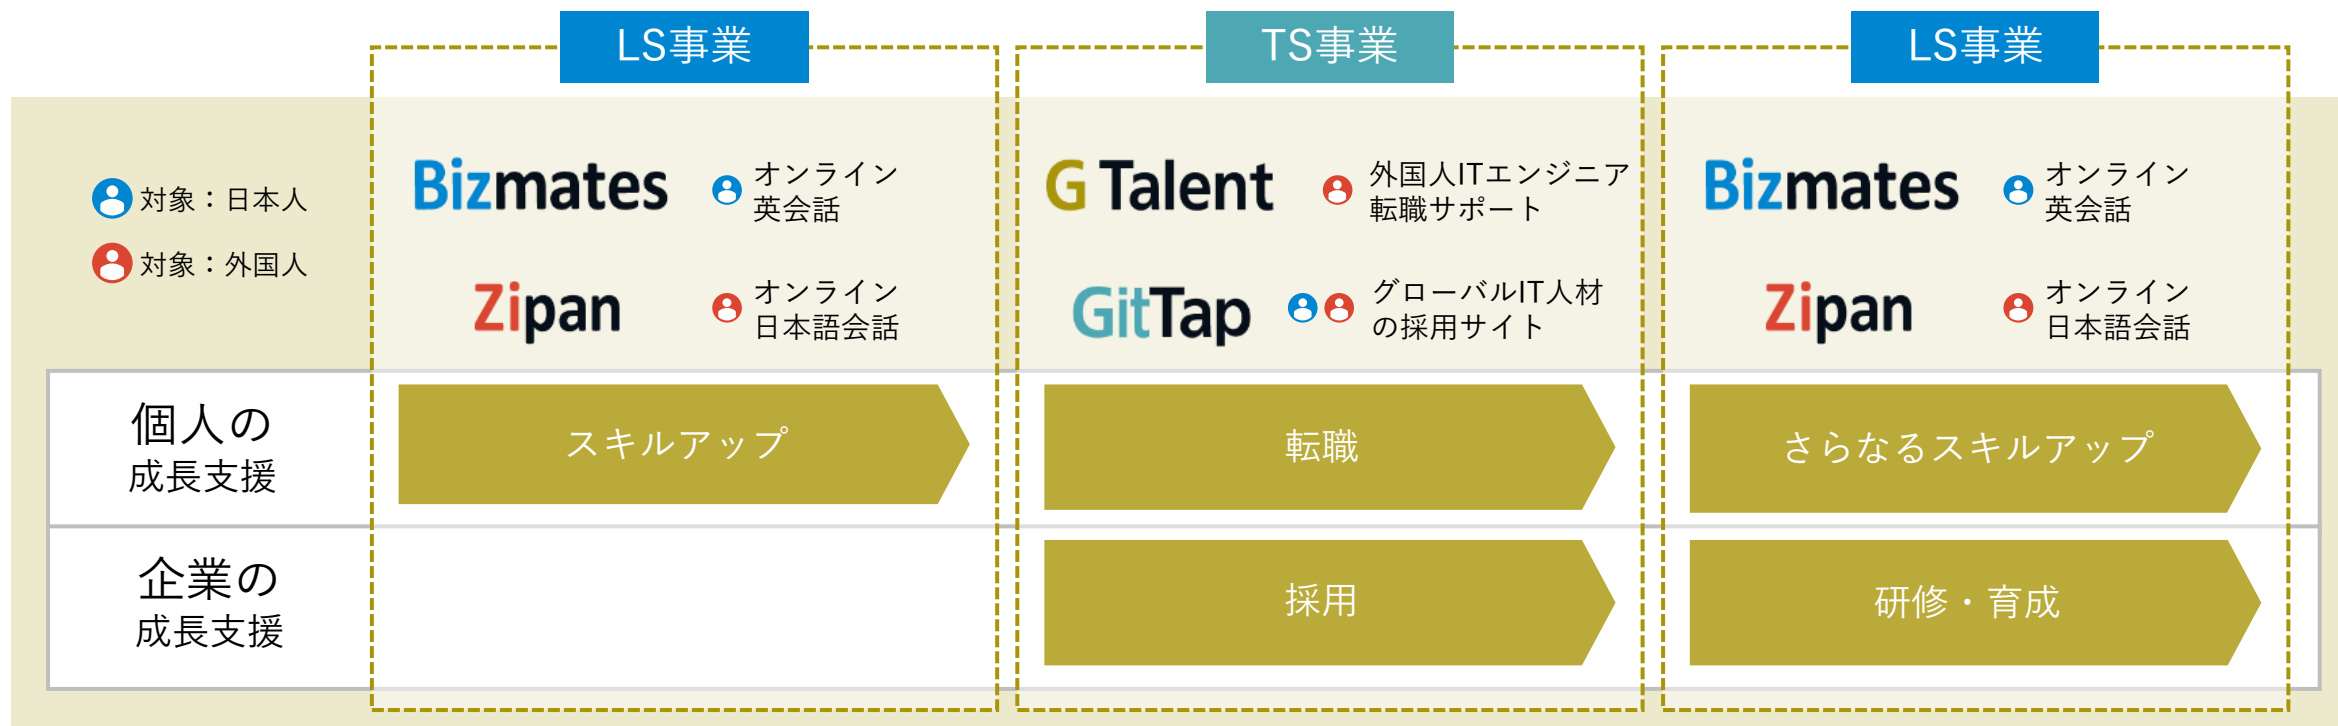 LS事業
TS事業
LS事業
対象：日本人
対象：外国人
Bizmates
オンライン
英会話
Zipan
オンライン
日本語会話
G Talent
外国人ITエンジニア
転職サポート
GitTap
グローバルIT人材
の採用サイト
Bizmates
オンライン
英会話
Zipan
オンライン
日本語会話
個人の
成長支援
スキルアップ
転職
さらなるスキルアップ
企業の
成長支援
採用
研修・育成